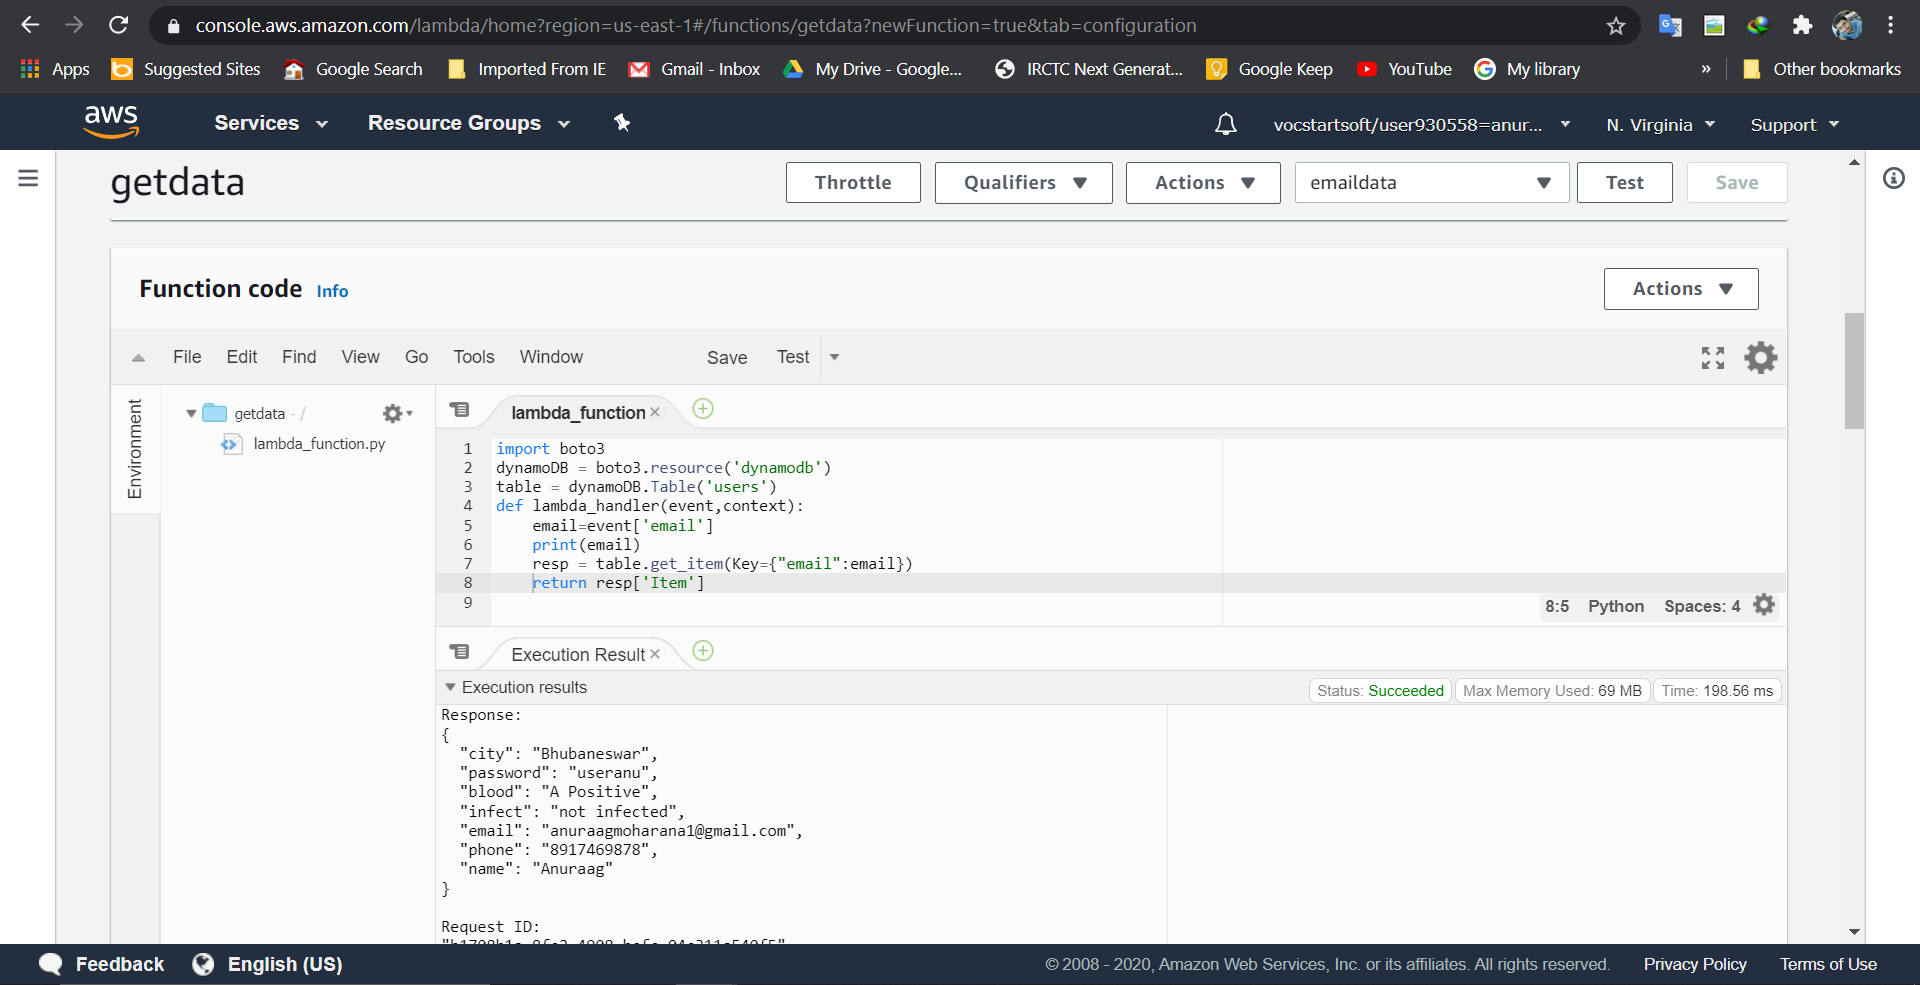 console.aws.amazon.com/lambda/home?region=us-east-1#/functions/getdata?newFunction=true&tab=configuration
Apps Suggested Sites Google Search Imported From IE Gmail - Inbox My Drive - Google... IRCTC Next Generat... Google Keep YouTube My library » Other bookmarks
aws Services Resource Groups vocstartsoft/user930558=anur... N. Virginia Support
getdata Throttle Qualifiers Actions emaildata Test Save
Function code Info Actions
File Edit Find View Go Tools Window Save Test
Environment
getdata - /
lambda_function.py
lambda_function
1 import boto3
2 dynamoDB = boto3.resource('dynamodb')
3 table = dynamoDB.Table('users')
4 def lambda_handler(event,context):
5     email=event['email']
6     print(email)
7     resp = table.get_item(Key={"email":email})
8     return resp['Item']
9
8:5 Python Spaces: 4
Execution Result
Execution results Status: Succeeded Max Memory Used: 69 MB Time: 198.56 ms
Response:
{
  "city": "Bhubaneswar",
  "password": "useranu",
  "blood": "A Positive",
  "infect": "not infected",
  "email": "anuraagmoharana1@gmail.com",
  "phone": "8917469878",
  "name": "Anuraag"
}
Request ID:
Feedback English (US) © 2008 - 2020, Amazon Web Services, Inc. or its affiliates. All rights reserved. Privacy Policy Terms of Use